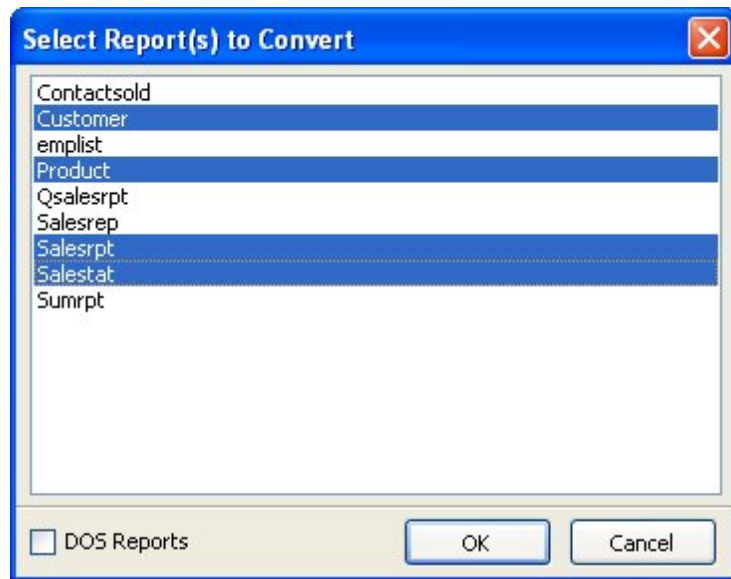 Select Report(s) to Convert
Contactsold
Customer
emplist
Product
Qsalesrpt
Salesrep
Salesrpt
Salestat
Sumrpt
DOS Reports OK Cancel